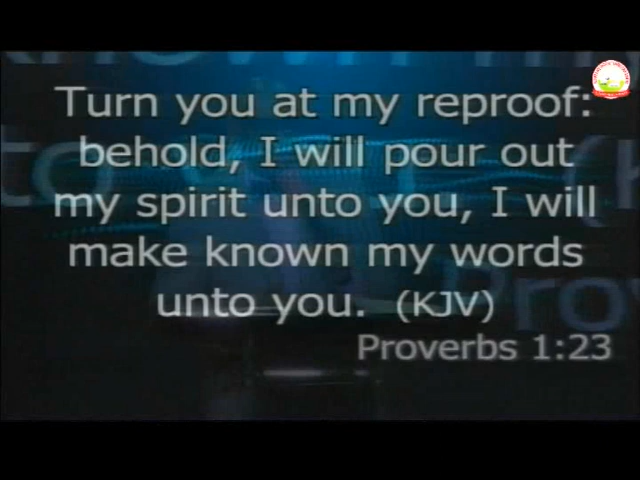 Turn you at my reproof:
behold, I will pour out
my spirit unto you, I will
make known my words
unto you. (KJV)
Proverbs 1:23